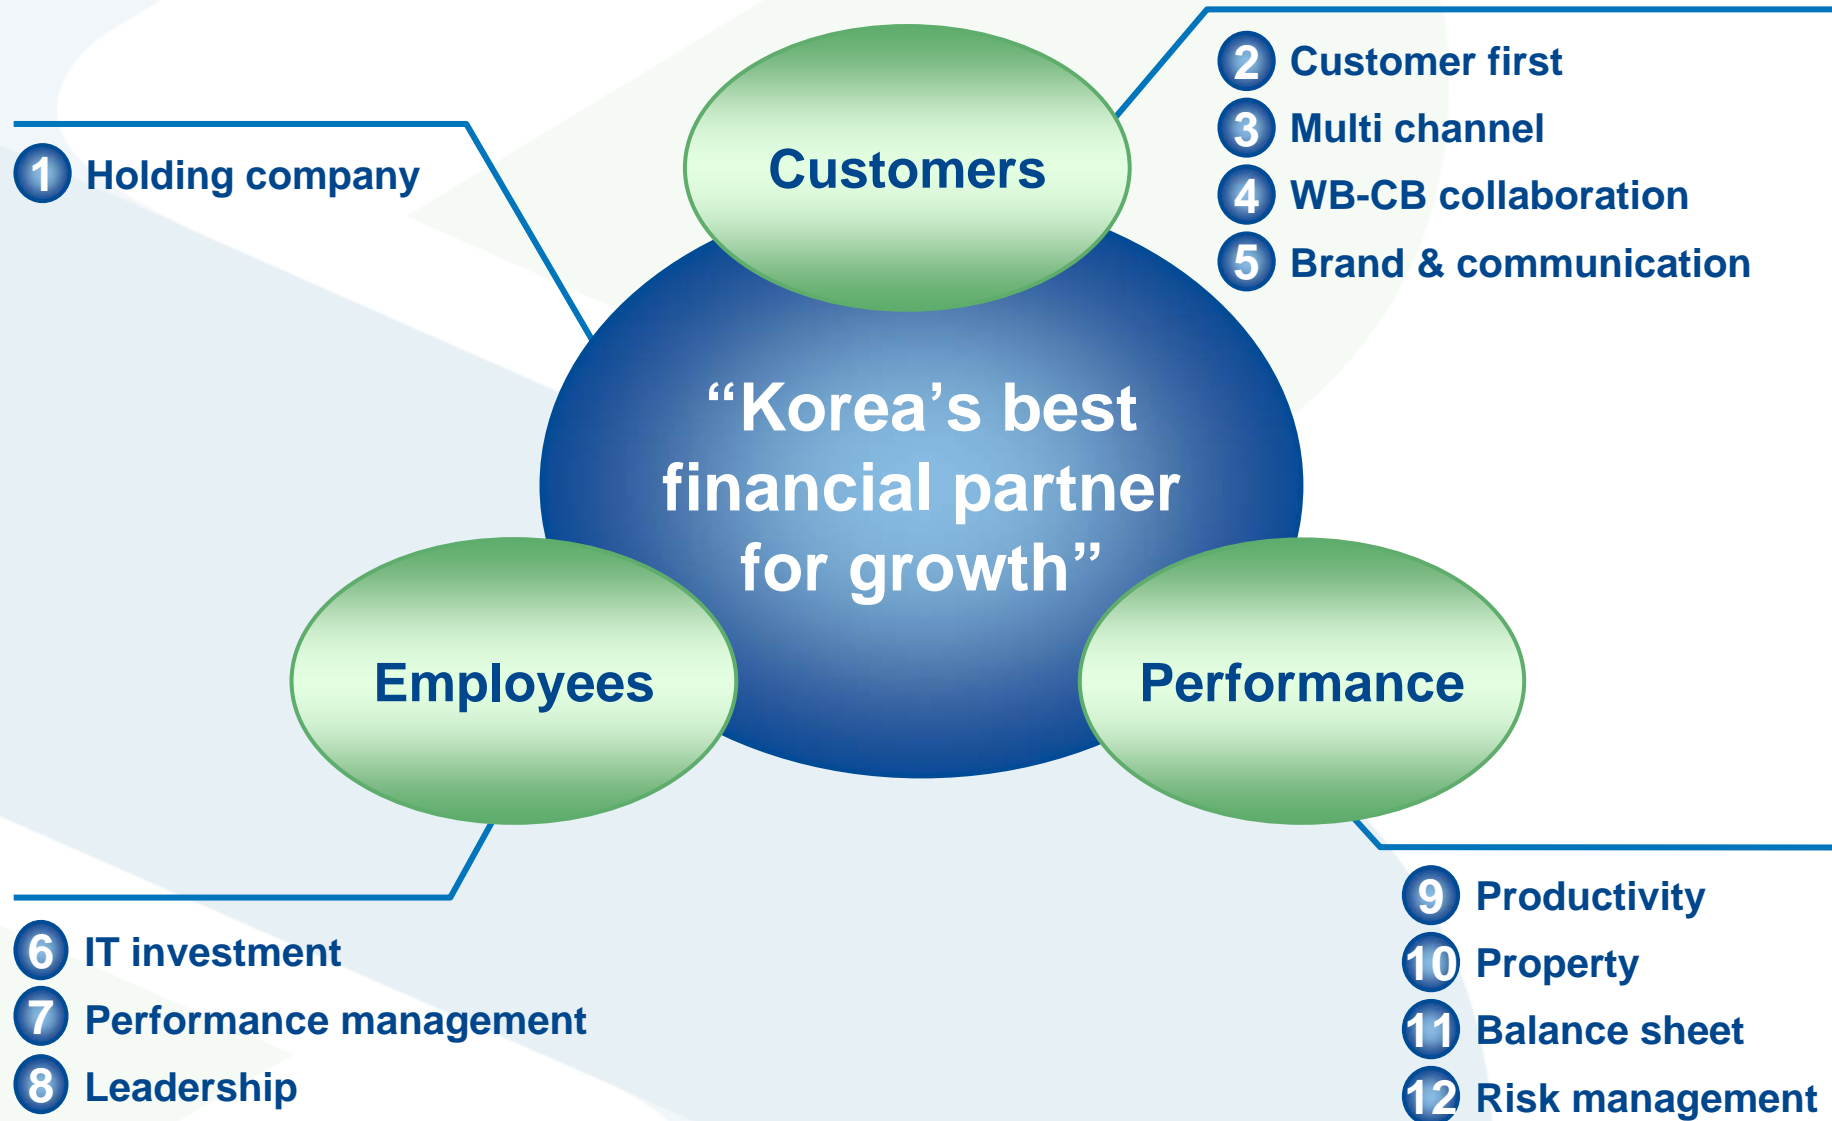 1 Holding company
Customers
2 Customer first
3 Multi channel
4 WB-CB collaboration
5 Brand & communication
“Korea’s best
financial partner
for growth”
Employees
Performance
6 IT investment
7 Performance management
8 Leadership
9 Productivity
10 Property
11 Balance sheet
12 Risk management